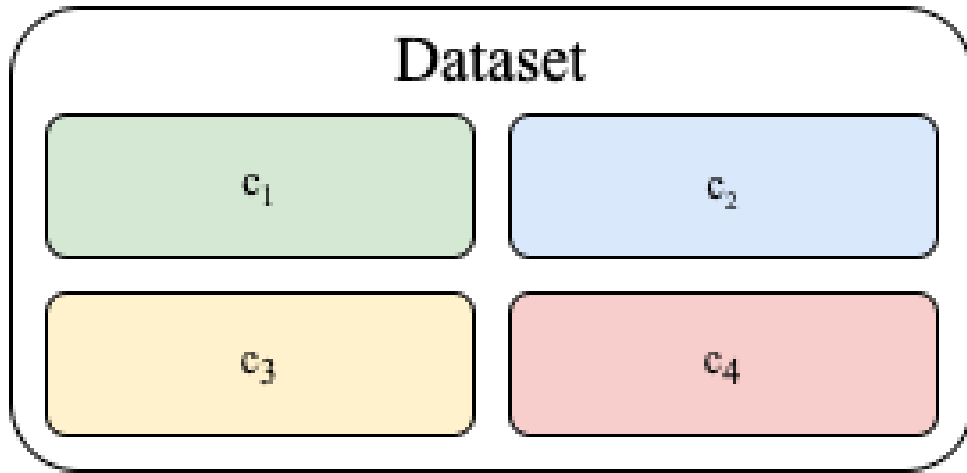 Dataset
c₁
c₂
c₃
c₄